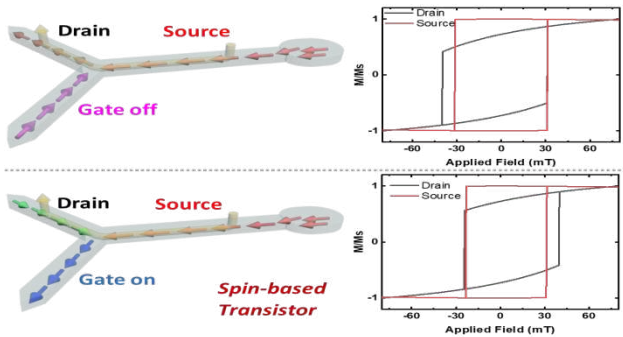 Drain
Source
Gate off
Drain
Source
1
0
-1
M/Ms
-60
-30
0
30
60
Applied Field (mT)
Drain
Source
Gate on
Spin-based
Transistor
Drain
Source
1
0
-1
M/Ms
-60
-30
0
30
60
Applied Field (mT)